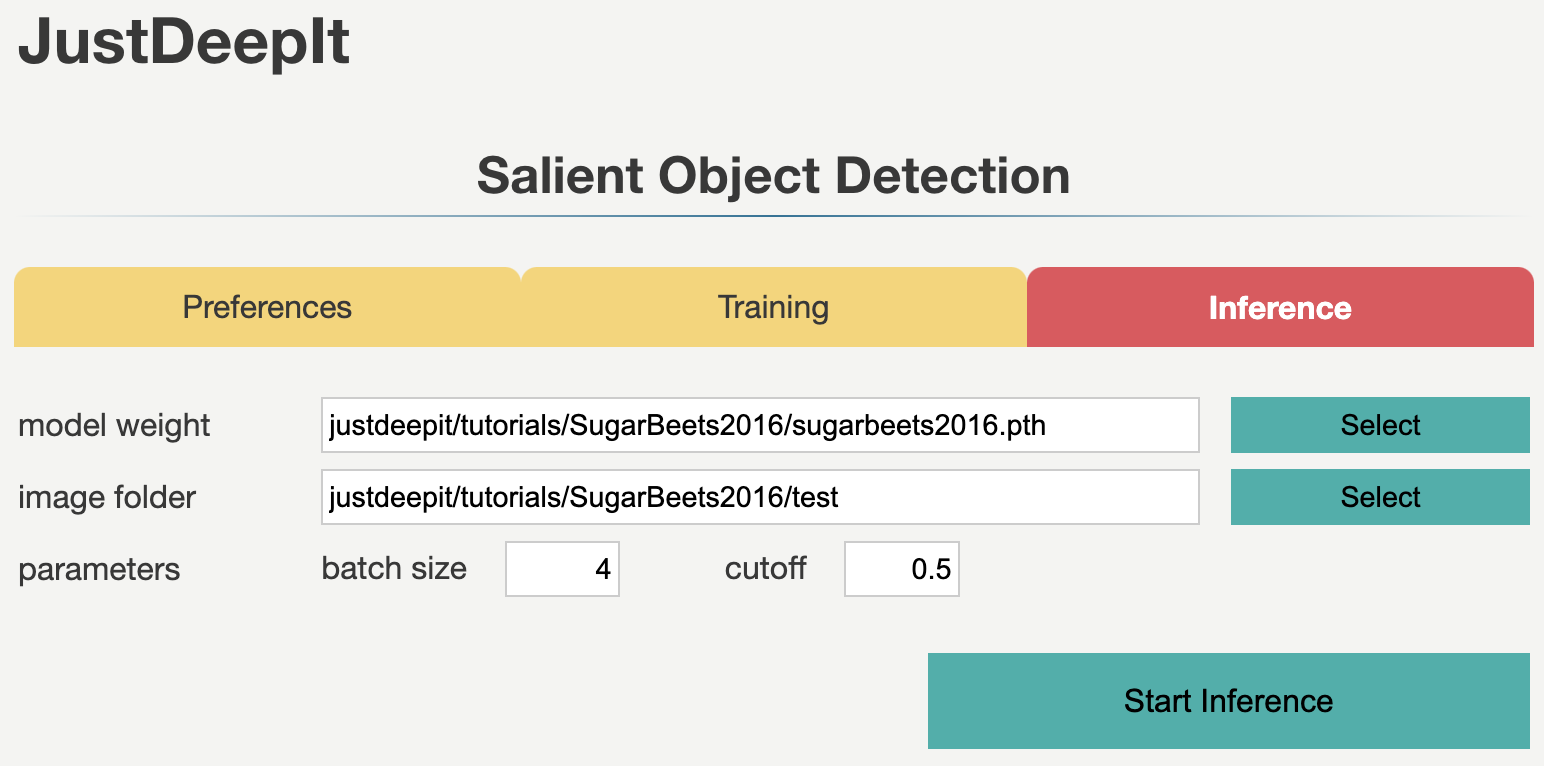 JustDeepIt
Salient Object Detection
Preferences Training Inference
model weight justdeepit/tutorials/SugarBeets2016/sugarbeets2016.pth Select
image folder justdeepit/tutorials/SugarBeets2016/test Select
parameters batch size 4 cutoff 0.5
Start Inference